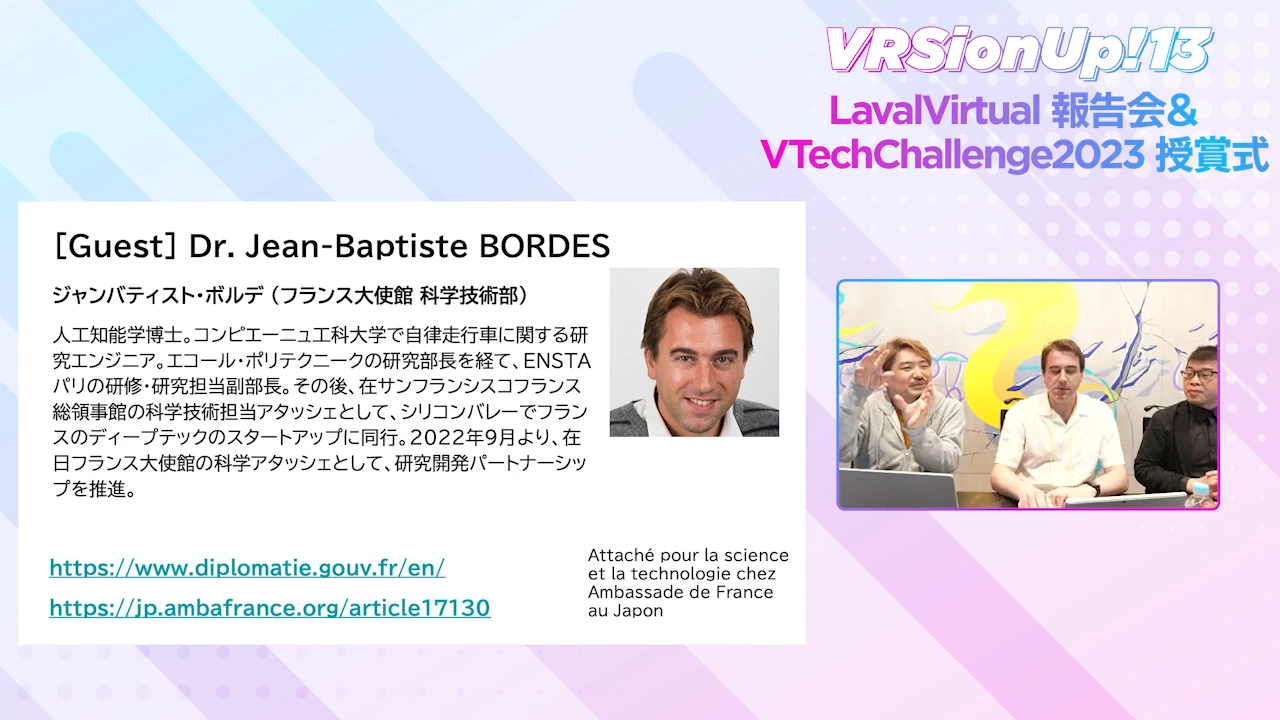 VRSionUp!13
LavalVirtual 報告会&
VTechChallenge2023 授賞式
［Guest］ Dr. Jean-Baptiste BORDES
ジャンバティスト・ボルデ （フランス大使館 科学技術部）
人工知能学博士。コンピエーニュ工科大学で自律走行車に関する研
究エンジニア。エコール・ポリテクニークの研究部長を経て、ENSTA
パリの研修・研究担当副部長。その後、在サンフランシスコフランス
総領事館の科学技術担当アタッシェとして、シリコンバレーでフラン
スのディープテックのスタートアップに同行。2022年9月より、在
日フランス大使館の科学アタッシェとして、研究開発パートナーシッ
プを推進。
https://www.diplomatie.gouv.fr/en/
https://jp.ambafrance.org/article17130
Attaché pour la science
et la technologie chez
Ambassade de France
au Japon